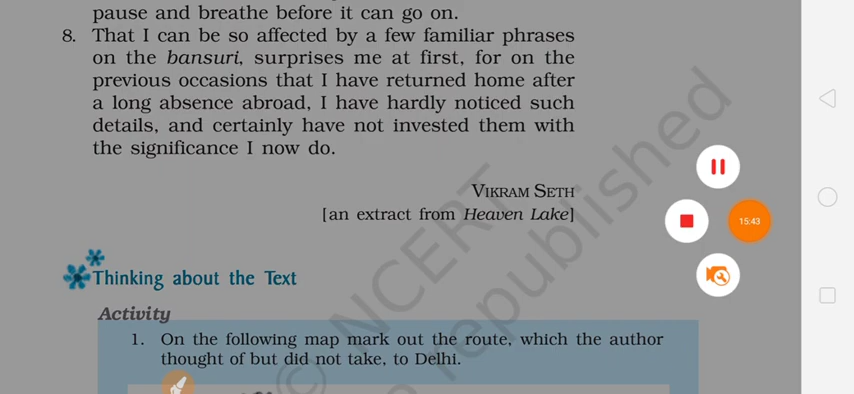 pause and breathe before it can go on.
8. That I can be so affected by a few familiar phrases
on the bansuri, surprises me at first, for on the
previous occasions that I have returned home after
a long absence abroad, I have hardly noticed such
details, and certainly have not invested them with
the significance I now do.
VIKRAM SETH
[an extract from Heaven Lake]
15:43
Thinking about the Text
Activity
1. On the following map mark out the route, which the author
thought of but did not take, to Delhi.
© NCERT
republished